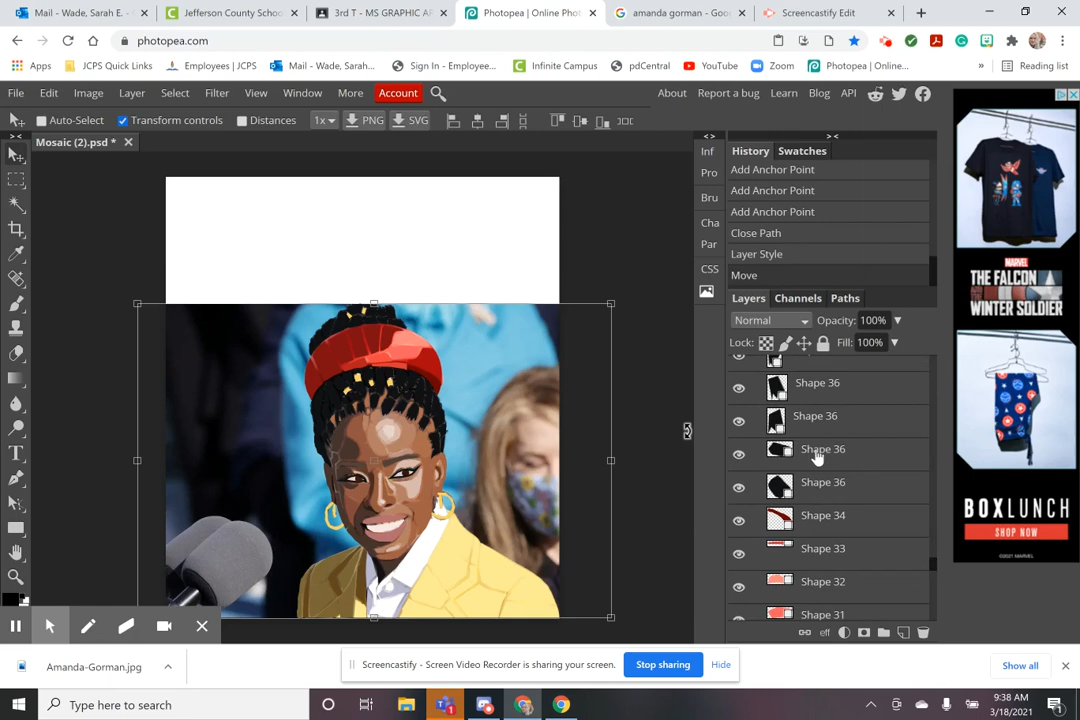 Mail - Wade, Sarah E. Jefferson County Schoo 3rd T - MS GRAPHIC AR Photopea | Online Phot amanda gorman - Goo Screencastify Edit
photopea.com
Apps JCPS Quick Links Employees | JCPS Mail - Wade, Sarah... Sign In - Employee... Infinite Campus pdCentral YouTube Zoom Photopea | Online... » Reading list
File Edit Image Layer Select Filter View Window More Account About Report a bug Learn Blog API
Auto-Select Transform controls Distances 1x PNG SVG
Mosaic (2).psd *
Inf
Pro
Bru
Cha
Par
CSS
History Swatches
Add Anchor Point
Add Anchor Point
Add Anchor Point
Close Path
Layer Style
Move
Layers Channels Paths
Normal Opacity: 100%
Lock: Fill: 100%
Shape 36
Shape 36
Shape 36
Shape 36
Shape 34
Shape 33
Shape 32
Shape 31
eff
MARVEL
THE FALCON
WINTER SOLDIER
BOXLUNCH
SHOP NOW
©2021 MARVEL
Amanda-Gorman.jpg
Screencastify - Screen Video Recorder is sharing your screen. Stop sharing Hide
Show all
Type here to search
9:38 AM
3/18/2021